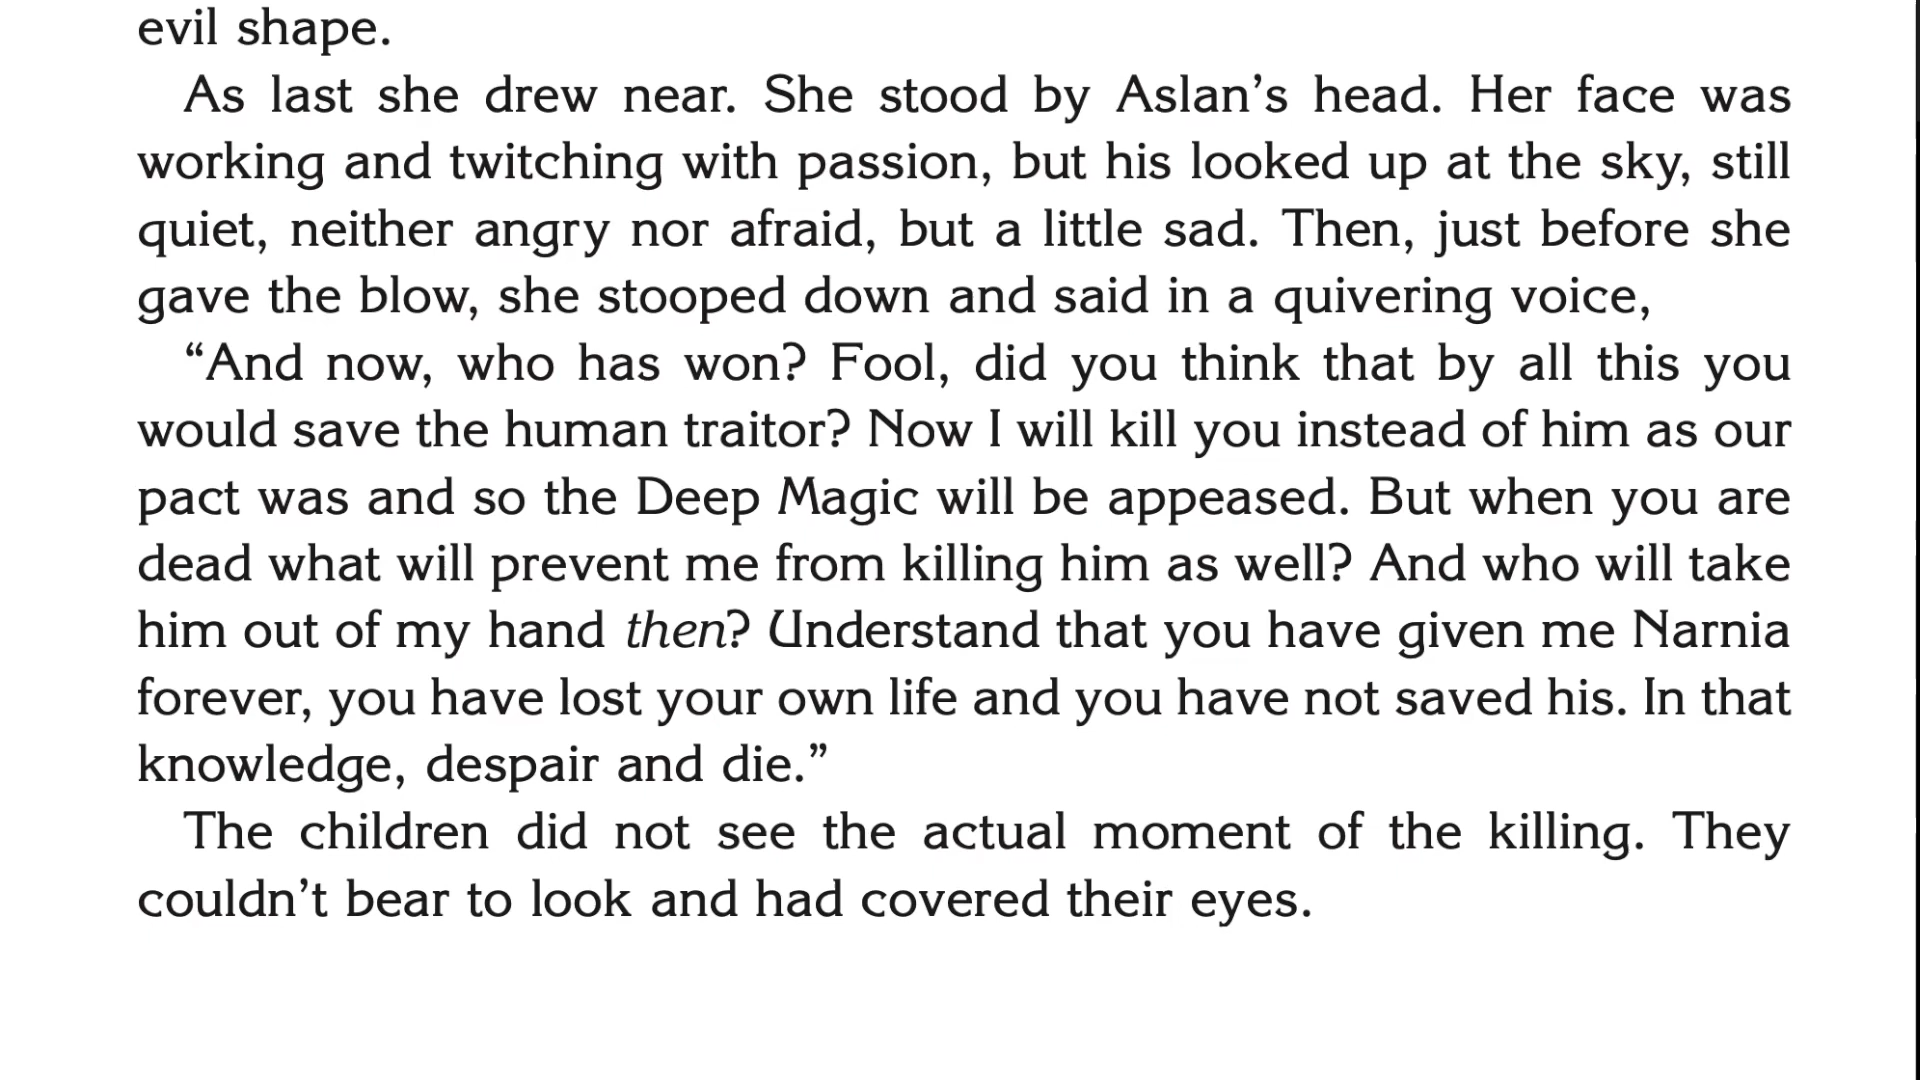 evil shape.
As last she drew near. She stood by Aslan’s head. Her face was
working and twitching with passion, but his looked up at the sky, still
quiet, neither angry nor afraid, but a little sad. Then, just before she
gave the blow, she stooped down and said in a quivering voice,
“And now, who has won? Fool, did you think that by all this you
would save the human traitor? Now I will kill you instead of him as our
pact was and so the Deep Magic will be appeased. But when you are
dead what will prevent me from killing him as well? And who will take
him out of my hand then? Understand that you have given me Narnia
forever, you have lost your own life and you have not saved his. In that
knowledge, despair and die.”
The children did not see the actual moment of the killing. They
couldn’t bear to look and had covered their eyes.